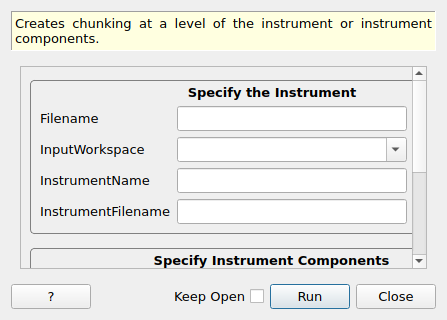 Creates chunking at a level of the instrument or instrument
components.
Specify the Instrument
Filename
InputWorkspace
InstrumentName
InstrumentFilename
Specify Instrument Components
?
Keep Open
Run
Close